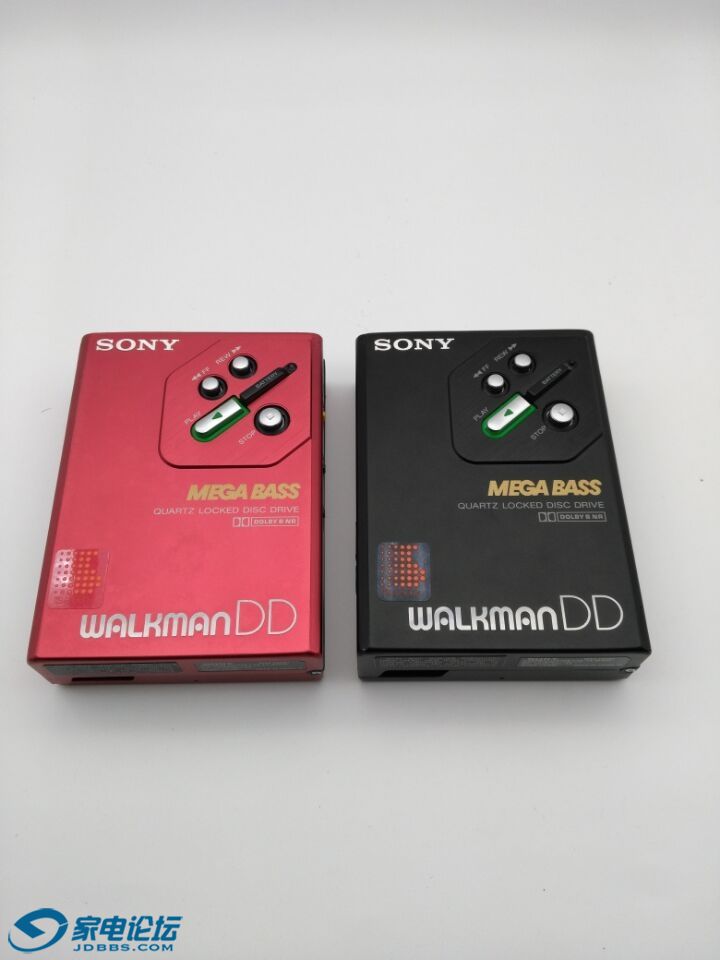 SONY
◀◀ FF
REW ▶▶
BATTERY
PLAY
STOP
MEGA BASS
QUARTZ LOCKED DISC DRIVE
DOLBY B NR
WALKMAN DD
SONY
◀◀ FF
REW ▶▶
BATTERY
PLAY
STOP
MEGA BASS
QUARTZ LOCKED DISC DRIVE
DOLBY B NR
WALKMAN DD
家电论坛
JDBBS.COM